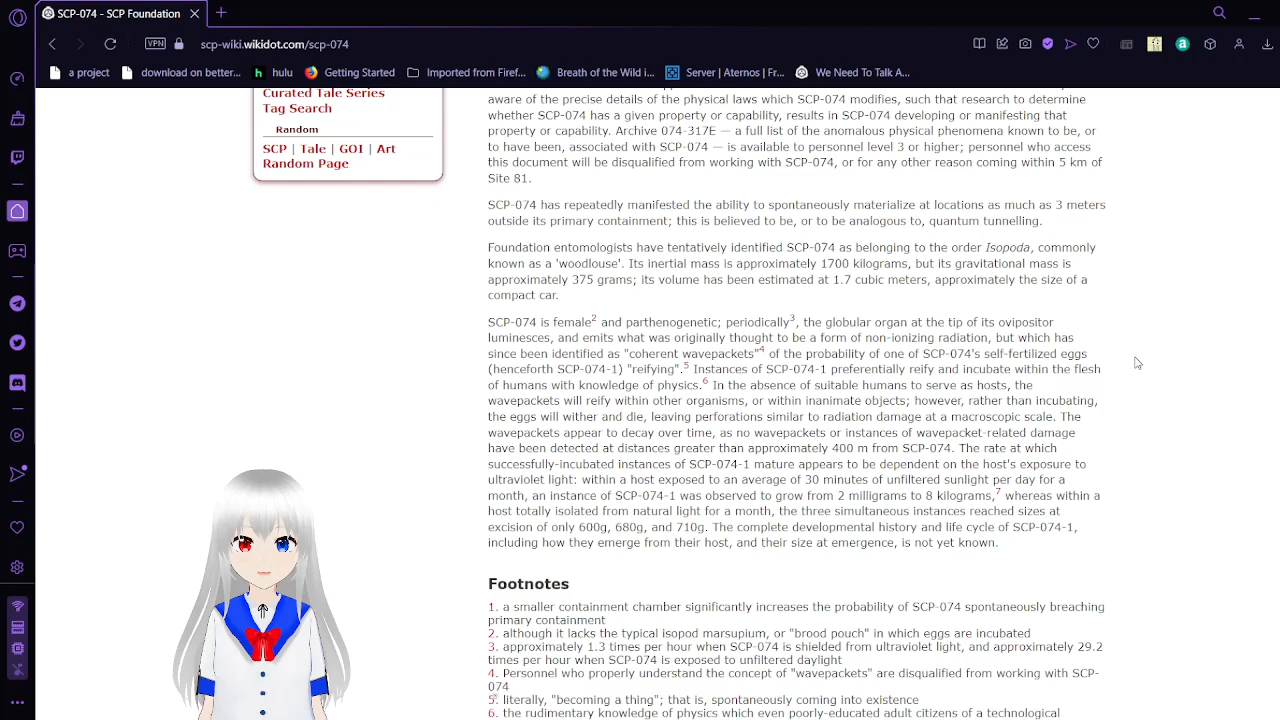 SCP-074 - SCP Foundation
VPN
scp-wiki.wikidot.com/scp-074
a project
download on better...
hulu
Getting Started
Imported from Firef...
Breath of the Wild i...
Server | Aternos | Fr...
We Need To Talk A...
Curated Tale Series
Tag Search
Random
SCP | Tale | GOI | Art
Random Page
aware of the precise details of the physical laws which SCP-074 modifies, such that research to determine
whether SCP-074 has a given property or capability, results in SCP-074 developing or manifesting that
property or capability. Archive 074-317E — a full list of the anomalous physical phenomena known to be, or
to have been, associated with SCP-074 — is available to personnel level 3 or higher; personnel who access
this document will be disqualified from working with SCP-074, or for any other reason coming within 5 km of
Site 81.
SCP-074 has repeatedly manifested the ability to spontaneously materialize at locations as much as 3 meters
outside its primary containment; this is believed to be, or to be analogous to, quantum tunnelling.
Foundation entomologists have tentatively identified SCP-074 as belonging to the order Isopoda, commonly
known as a 'woodlouse'. Its inertial mass is approximately 1700 kilograms, but its gravitational mass is
approximately 375 grams; its volume has been estimated at 1.7 cubic meters, approximately the size of a
compact car.
SCP-074 is female2 and parthenogenetic; periodically3, the globular organ at the tip of its ovipositor
luminesces, and emits what was originally thought to be a form of non-ionizing radiation, but which has
since been identified as "coherent wavepackets"4 of the probability of one of SCP-074's self-fertilized eggs
(henceforth SCP-074-1) "reifying".5 Instances of SCP-074-1 preferentially reify and incubate within the flesh
of humans with knowledge of physics.6 In the absence of suitable humans to serve as hosts, the
wavepackets will reify within other organisms, or within inanimate objects; however, rather than incubating,
the eggs will wither and die, leaving perforations similar to radiation damage at a macroscopic scale. The
wavepackets appear to decay over time, as no wavepackets or instances of wavepacket-related damage
have been detected at distances greater than approximately 400 m from SCP-074. The rate at which
successfully-incubated instances of SCP-074-1 mature appears to be dependent on the host's exposure to
ultraviolet light: within a host exposed to an average of 30 minutes of unfiltered sunlight per day for a
month, an instance of SCP-074-1 was observed to grow from 2 milligrams to 8 kilograms,7 whereas within a
host totally isolated from natural light for a month, the three simultaneous instances reached sizes at
excision of only 600g, 680g, and 710g. The complete developmental history and life cycle of SCP-074-1,
including how they emerge from their host, and their size at emergence, is not yet known.
Footnotes
1. a smaller containment chamber significantly increases the probability of SCP-074 spontaneously breaching
primary containment
2. although it lacks the typical isopod marsupium, or "brood pouch" in which eggs are incubated
3. approximately 1.3 times per hour when SCP-074 is shielded from ultraviolet light, and approximately 29.2
times per hour when SCP-074 is exposed to unfiltered daylight
4. Personnel who properly understand the concept of "wavepackets" are disqualified from working with SCP-
074
5. literally, "becoming a thing"; that is, spontaneously coming into existence
6. the rudimentary knowledge of physics which even poorly-educated adult citizens of a technological